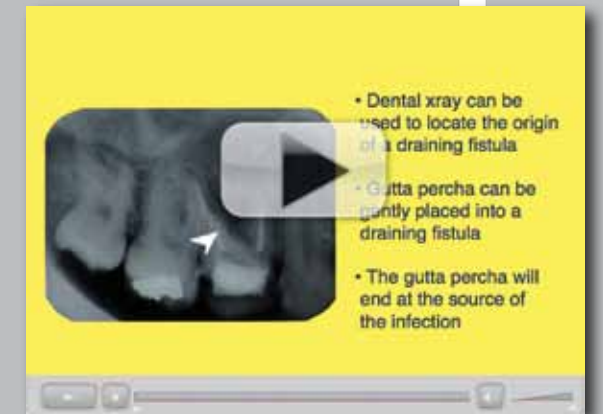 • Dental xray can be
used to locate the origin
of a draining fistula
• Gutta percha can be
gently placed into a
draining fistula
• The gutta percha will
end at the source of
the infection